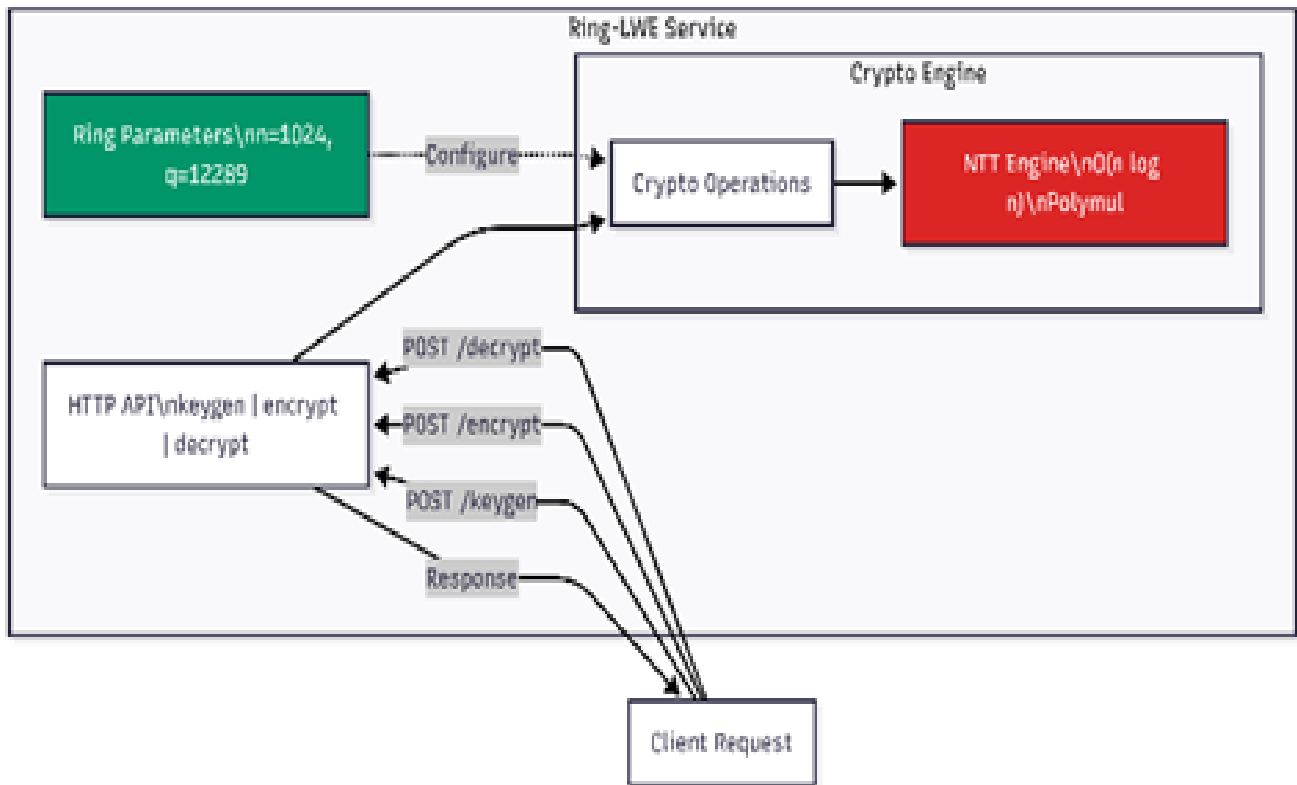 Ring-LWE Service
Crypto Engine
Ring Parameters\nn=1024,
q=12289
Configure
Crypto Operations
NTT Engine\nO(n log
n)\nPolymul
POST /decrypt
HTTP API\nkeygen | encrypt
| decrypt
POST /encrypt
POST /keygen
Response
Client Request